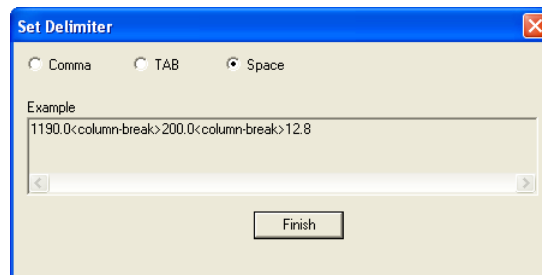 Set Delimiter
Comma TAB Space
Example
1190.0<column-break>200.0<column-break>12.8
Finish